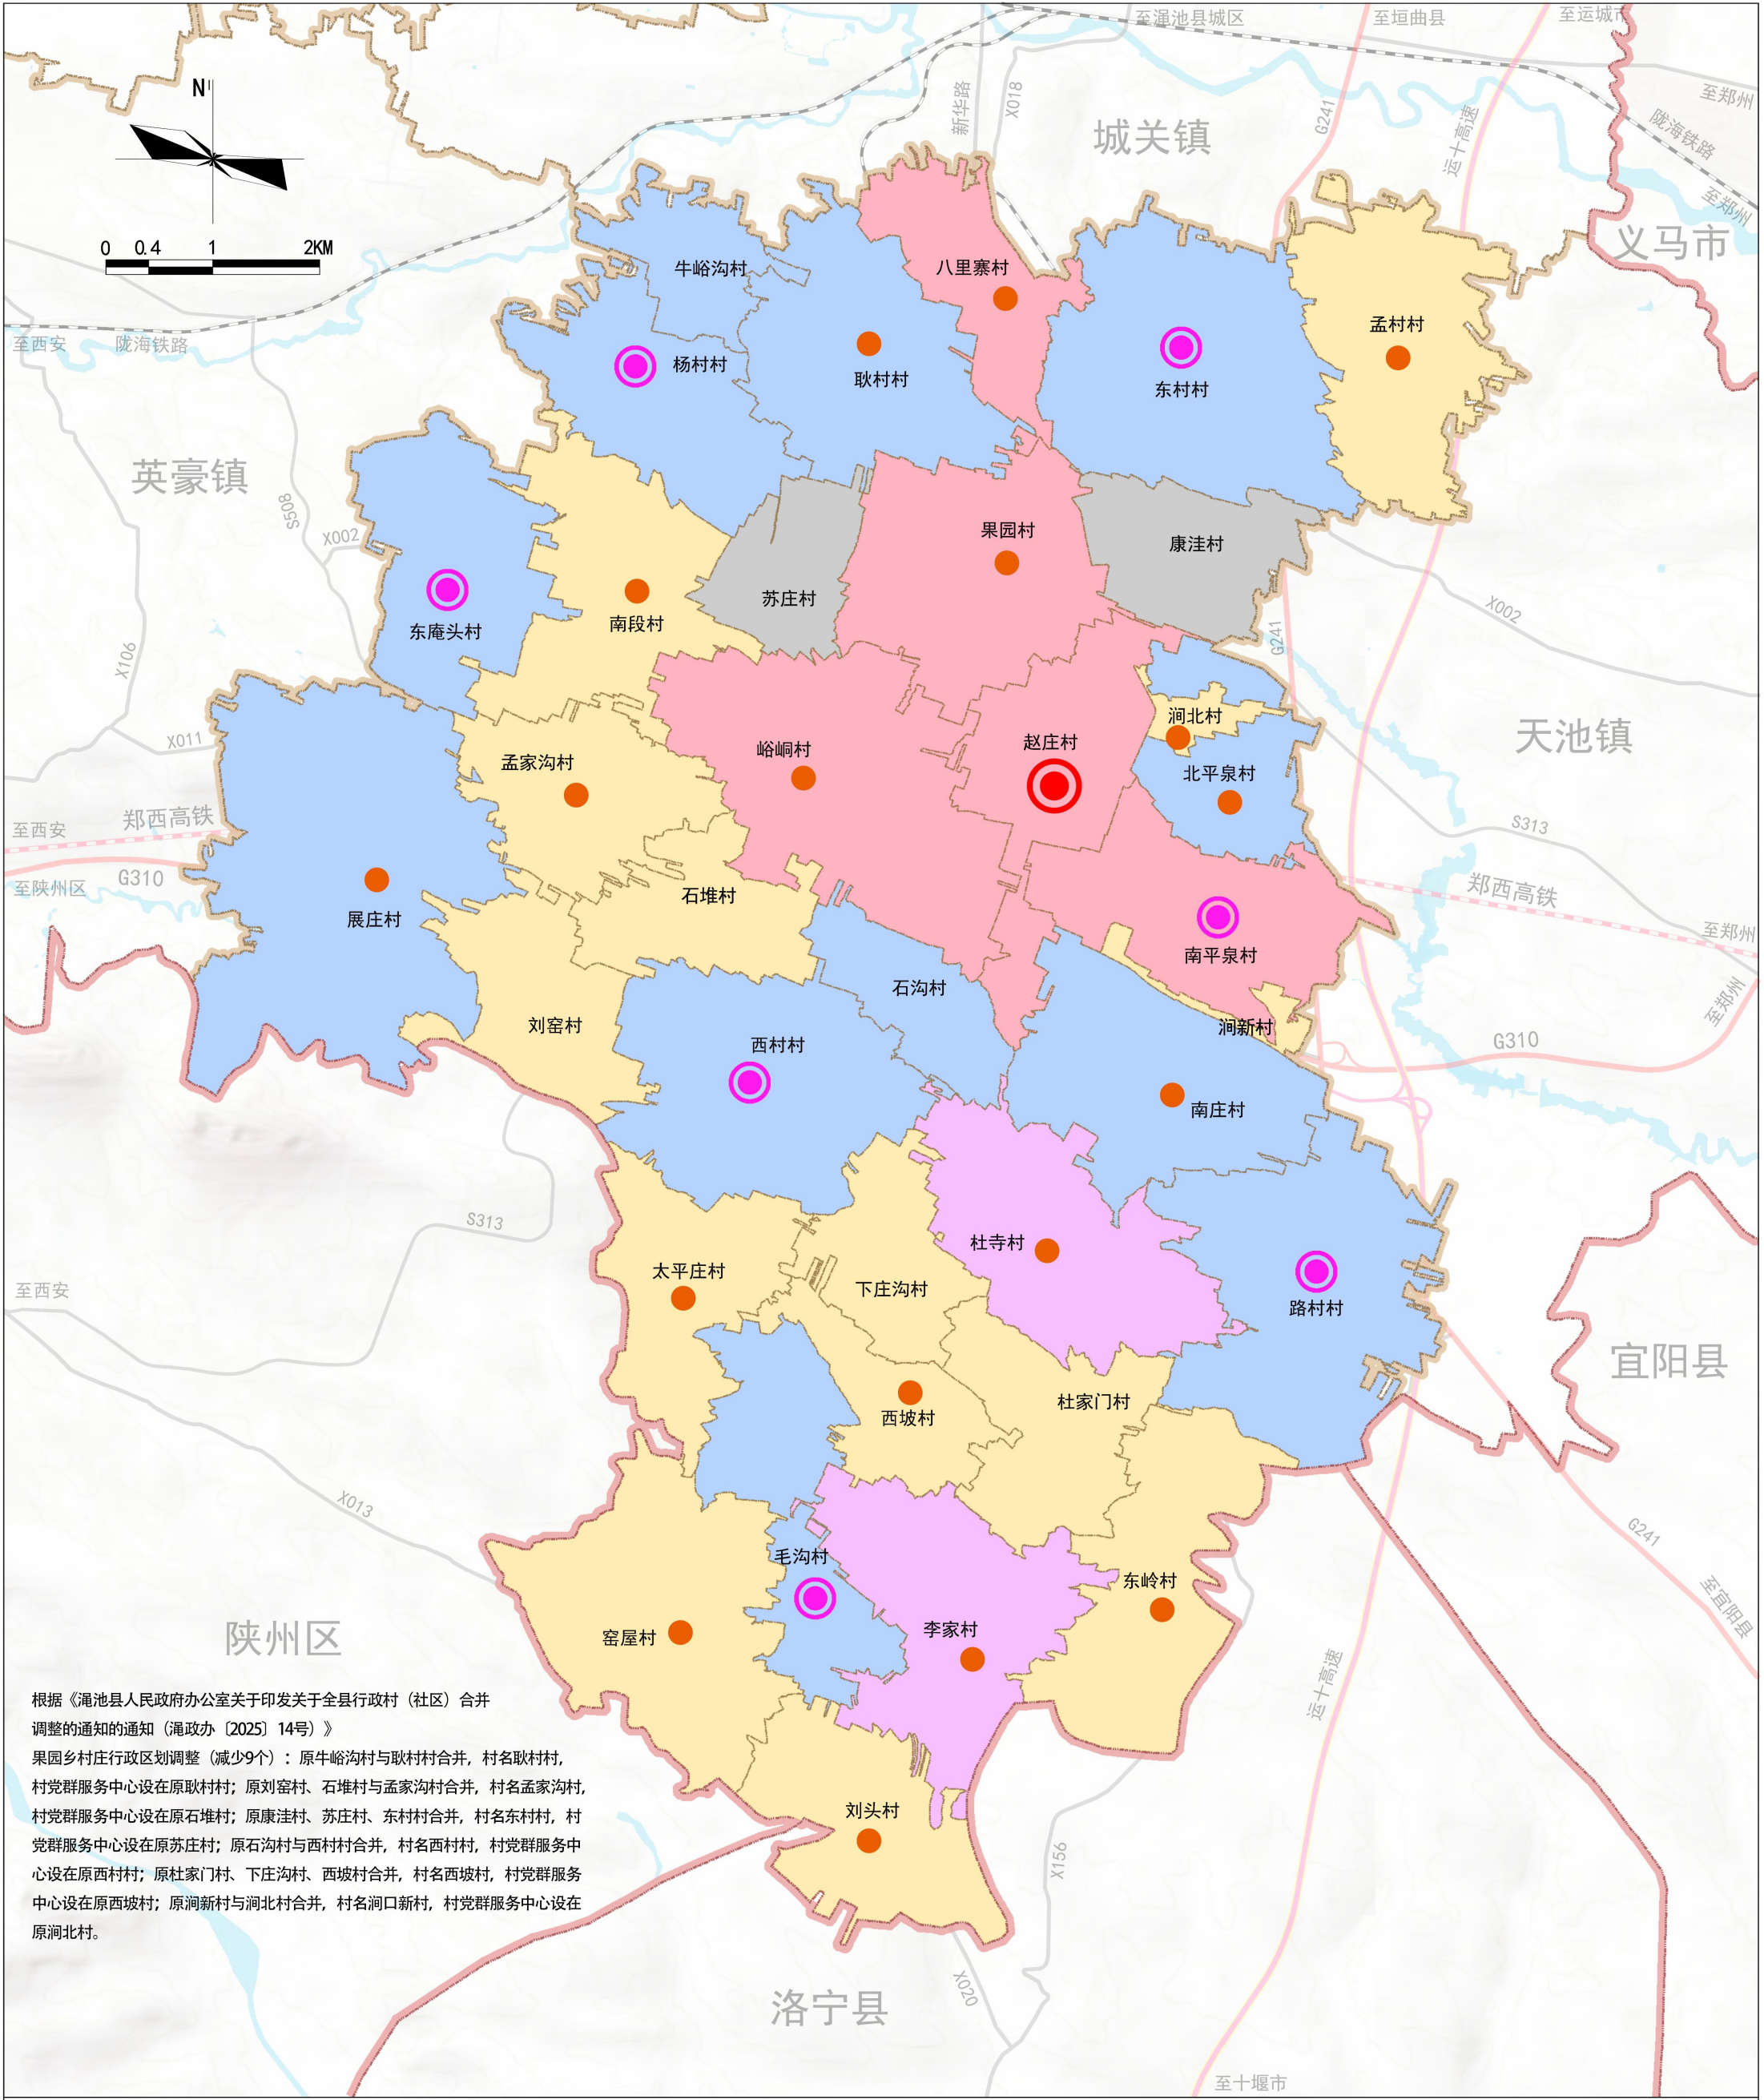 至渑池县城区
至垣曲县
至运城市
N
新华路
X018
G241
运十高速
至郑州
陇海铁路
至郑州
城关镇
义马市
0 0.4 1 2KM
牛峪沟村
八里寨村
孟村村
至西安
陇海铁路
杨村村
耿村村
东村村
英豪镇
S508
X002
果园村
康洼村
苏庄村
东庵头村
南段村
X106
G241
X002
涧北村
天池镇
X011
孟家沟村
峪峒村
赵庄村
北平泉村
至西安
郑西高铁
S313
至陕州区
G310
石堆村
郑西高铁
展庄村
至郑州
南平泉村
石沟村
至郑州
刘窑村
涧新村
西村村
G310
南庄村
S313
杜寺村
太平庄村
下庄沟村
至西安
路村村
宜阳县
杜家门村
西坡村
X013
G241
毛沟村
东岭村
至宜阳县
陕州区
窑屋村
李家村
运十高速
根据《渑池县人民政府办公室关于印发关于全县行政村（社区）合并
调整的通知的通知（渑政办〔2025〕14号）》
果园乡村庄行政区划调整（减少9个）：原牛峪沟村与耿村村合并，村名耿村村，
村党群服务中心设在原耿村村；原刘窑村、石堆村与孟家沟村合并，村名孟家沟村，
村党群服务中心设在原石堆村；原康洼村、苏庄村、东村村合并，村名东村村，村
党群服务中心设在原苏庄村；原石沟村与西村村合并，村名西村村，村党群服务中
心设在原西村村；原杜家门村、下庄沟村、西坡村合并，村名西坡村，村党群服务
中心设在原西坡村；原涧新村与涧北村合并，村名涧口新村，村党群服务中心设在
原涧北村。
刘头村
X156
X020
洛宁县
至十堰市